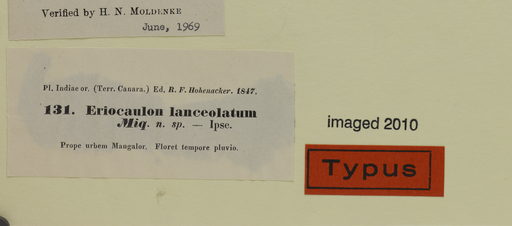 Verified by H. N. Moldenke
June, 1969
Pl. Indiae or. (Terr. Canara.) Ed. R. F. Hohenacker. 1847.
131. Eriocaulon lanceolatum
Miq. n. sp. — Ipse.
Prope urbem Mangalor. Floret tempore pluvio.
imaged 2010
Typus